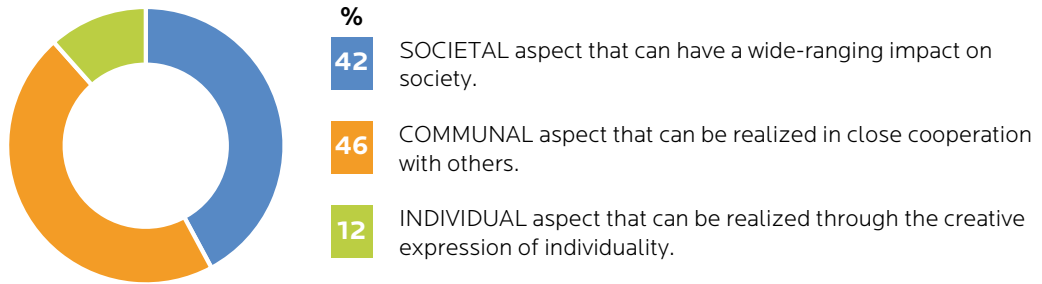 %
42 SOCIETAL aspect that can have a wide-ranging impact on
society.
46 COMMUNAL aspect that can be realized in close cooperation
with others.
12 INDIVIDUAL aspect that can be realized through the creative
expression of individuality.